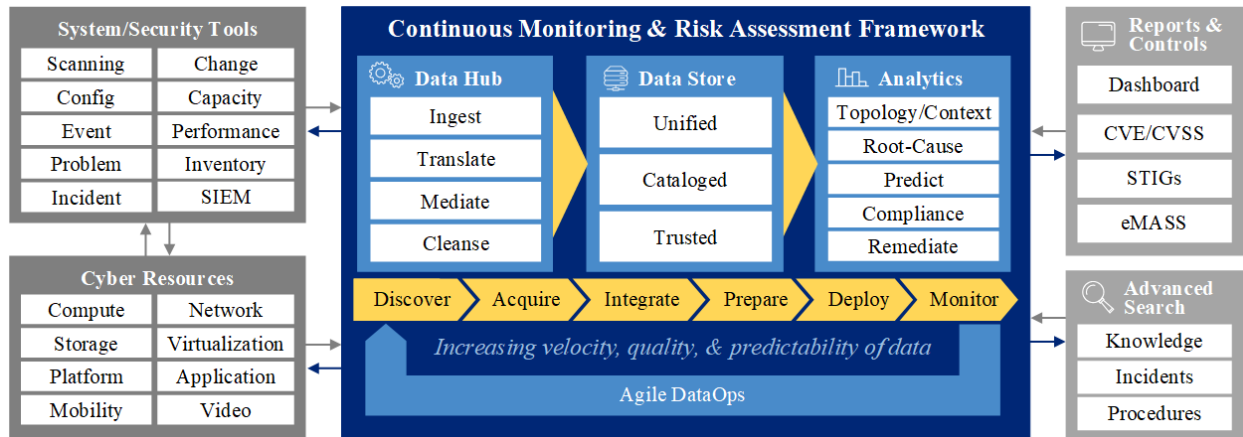 System/Security Tools
Scanning
Change
Config
Capacity
Event
Performance
Problem
Inventory
Incident
SIEM
Cyber Resources
Compute
Network
Storage
Virtualization
Platform
Application
Mobility
Video
Continuous Monitoring & Risk Assessment Framework
Data Hub
Ingest
Translate
Mediate
Cleanse
Data Store
Unified
Cataloged
Trusted
Analytics
Topology/Context
Root-Cause
Predict
Compliance
Remediate
Discover
Acquire
Integrate
Prepare
Deploy
Monitor
Increasing velocity, quality, & predictability of data
Agile DataOps
Reports &
Controls
Dashboard
CVE/CVSS
STIGs
eMASS
Advanced
Search
Knowledge
Incidents
Procedures